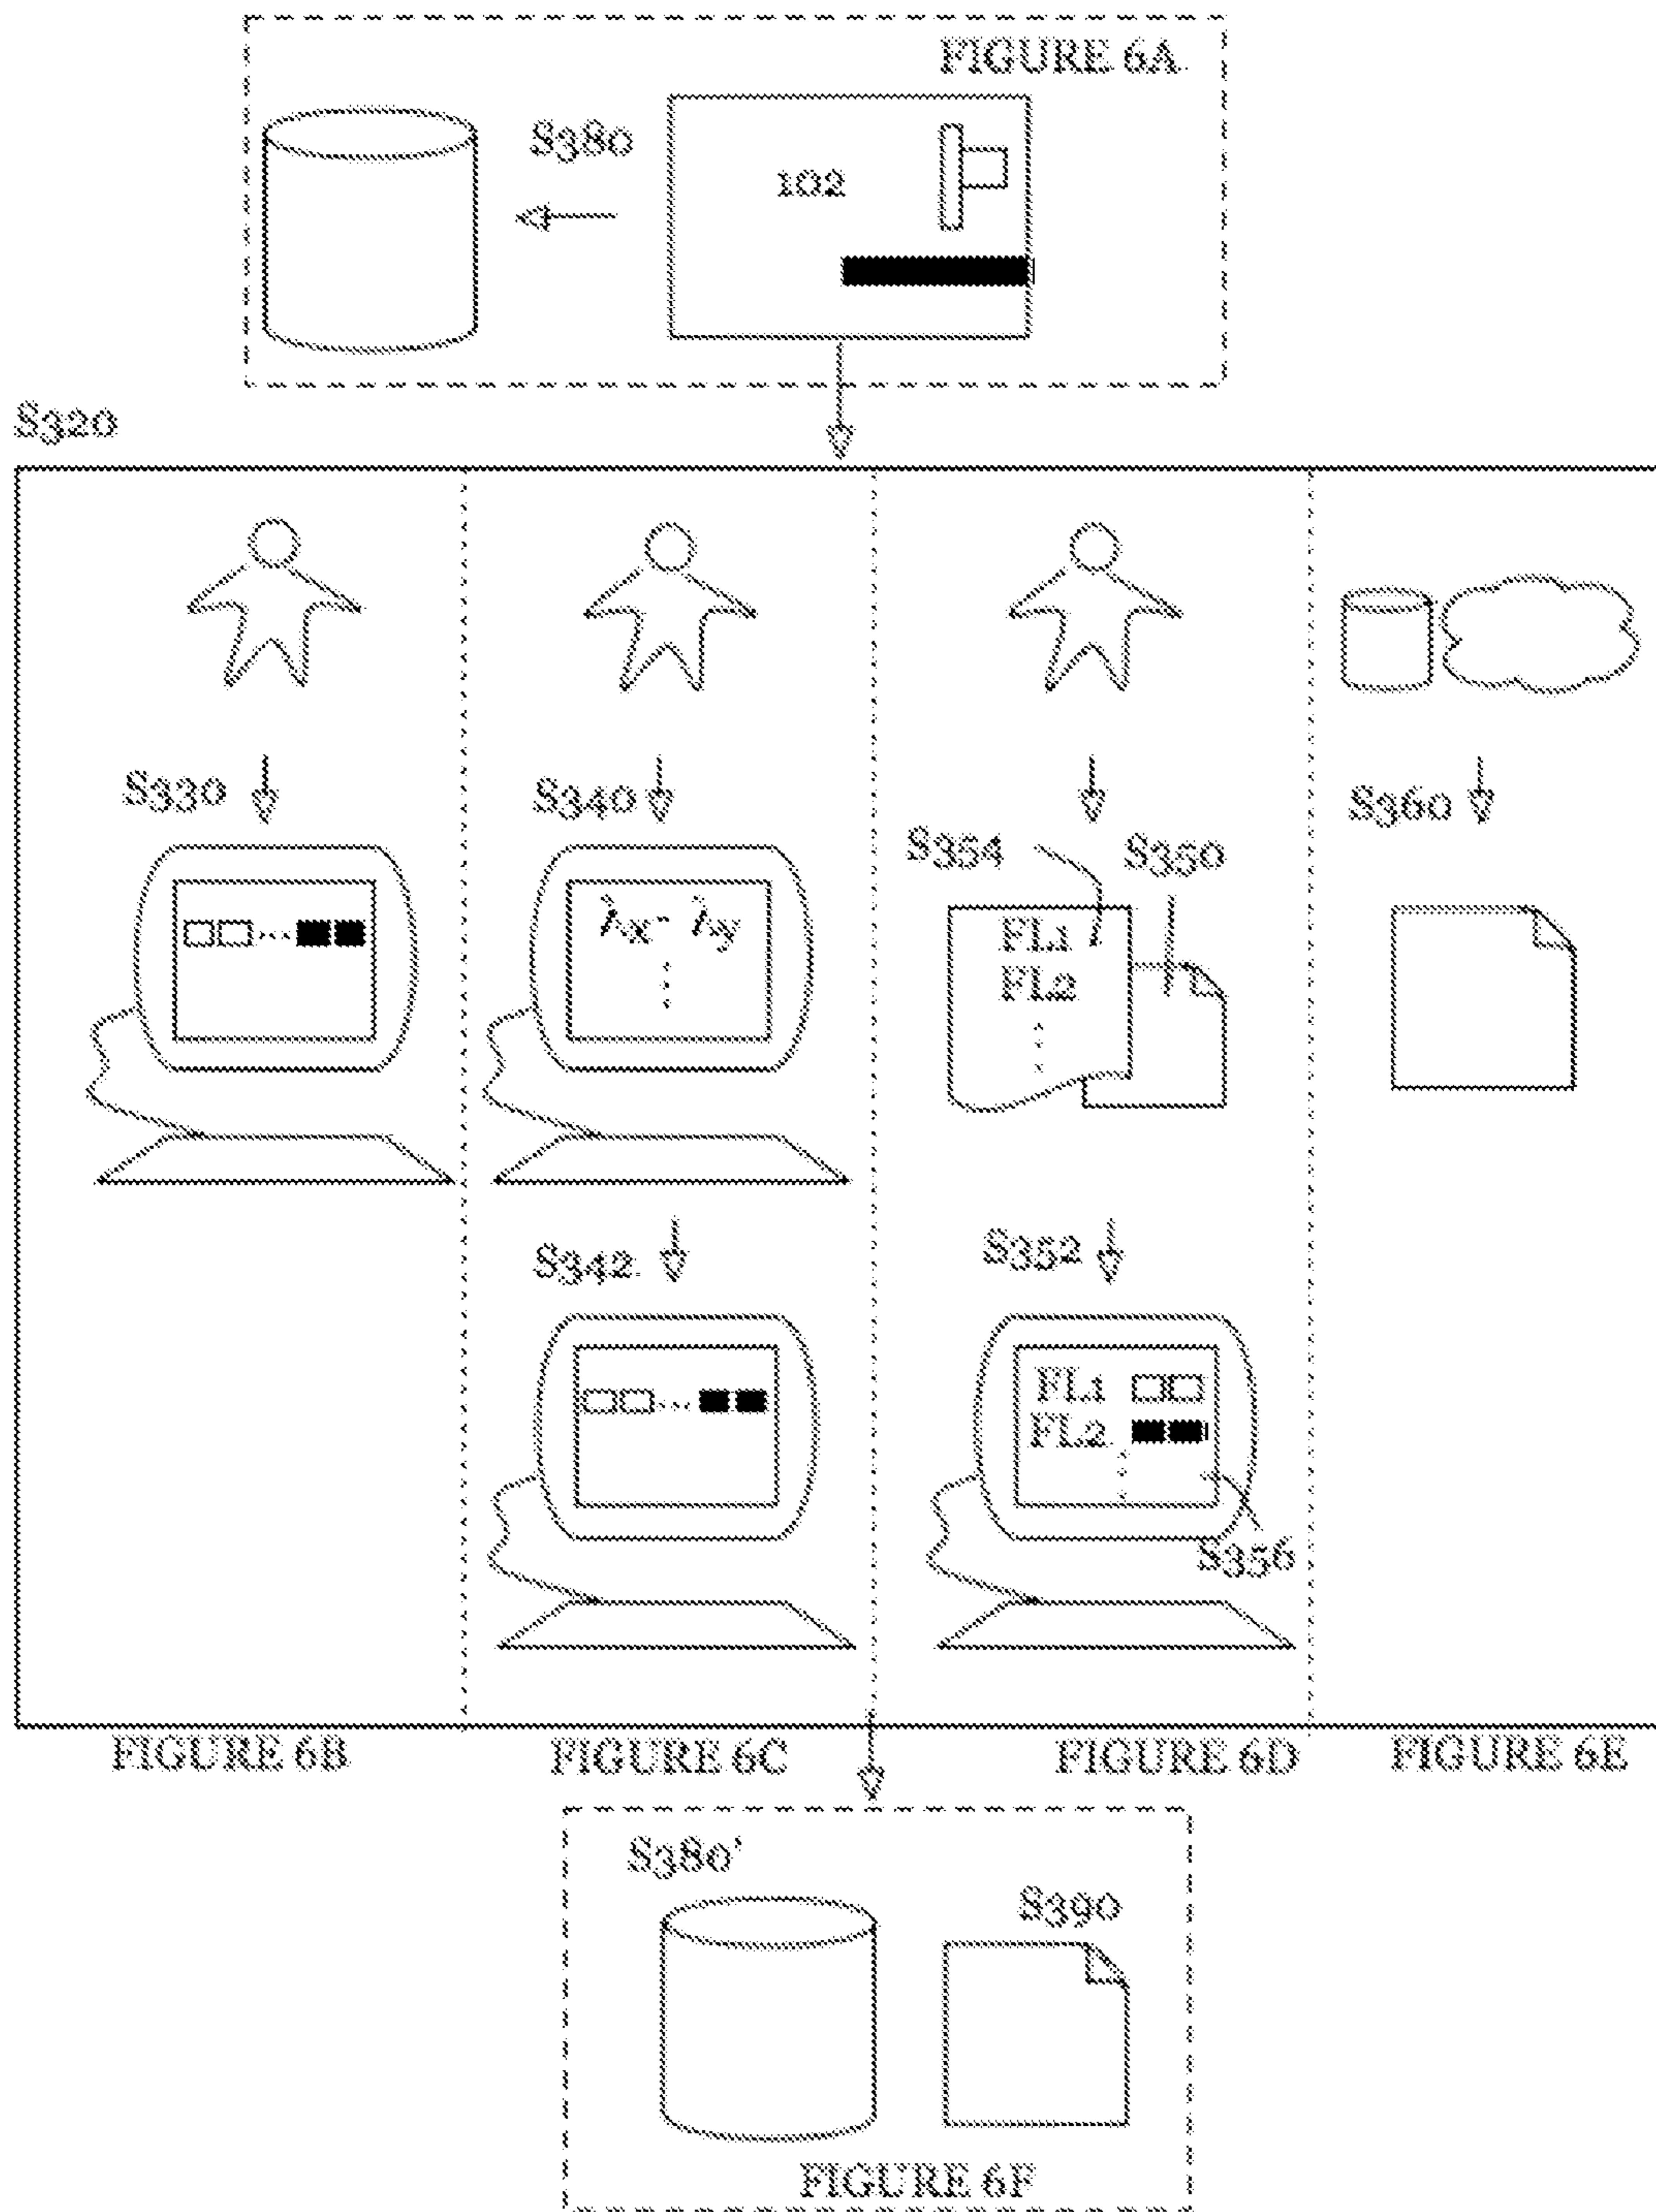 FIGURE 6A
S380
102
S320
S330
S340
S354
S350
S360
λx - λy
FL1
FL2
S342
S352
FL1
FL2
S356
FIGURE 6B
FIGURE 6C
FIGURE 6D
FIGURE 6E
S380'
S390
FIGURE 6F